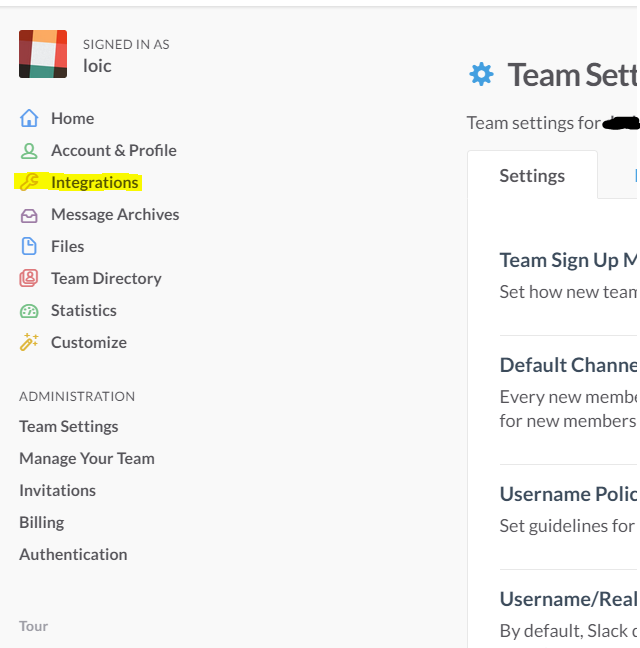 SIGNED IN AS
loic
Home
Account & Profile
Integrations
Message Archives
Files
Team Directory
Statistics
Customize
ADMINISTRATION
Team Settings
Manage Your Team
Invitations
Billing
Authentication
Tour
Team Sett
Team settings for
Settings
Team Sign Up M
Set how new team
Default Channe
Every new membe
for new members
Username Polic
Set guidelines for
Username/Real
By default, Slack d